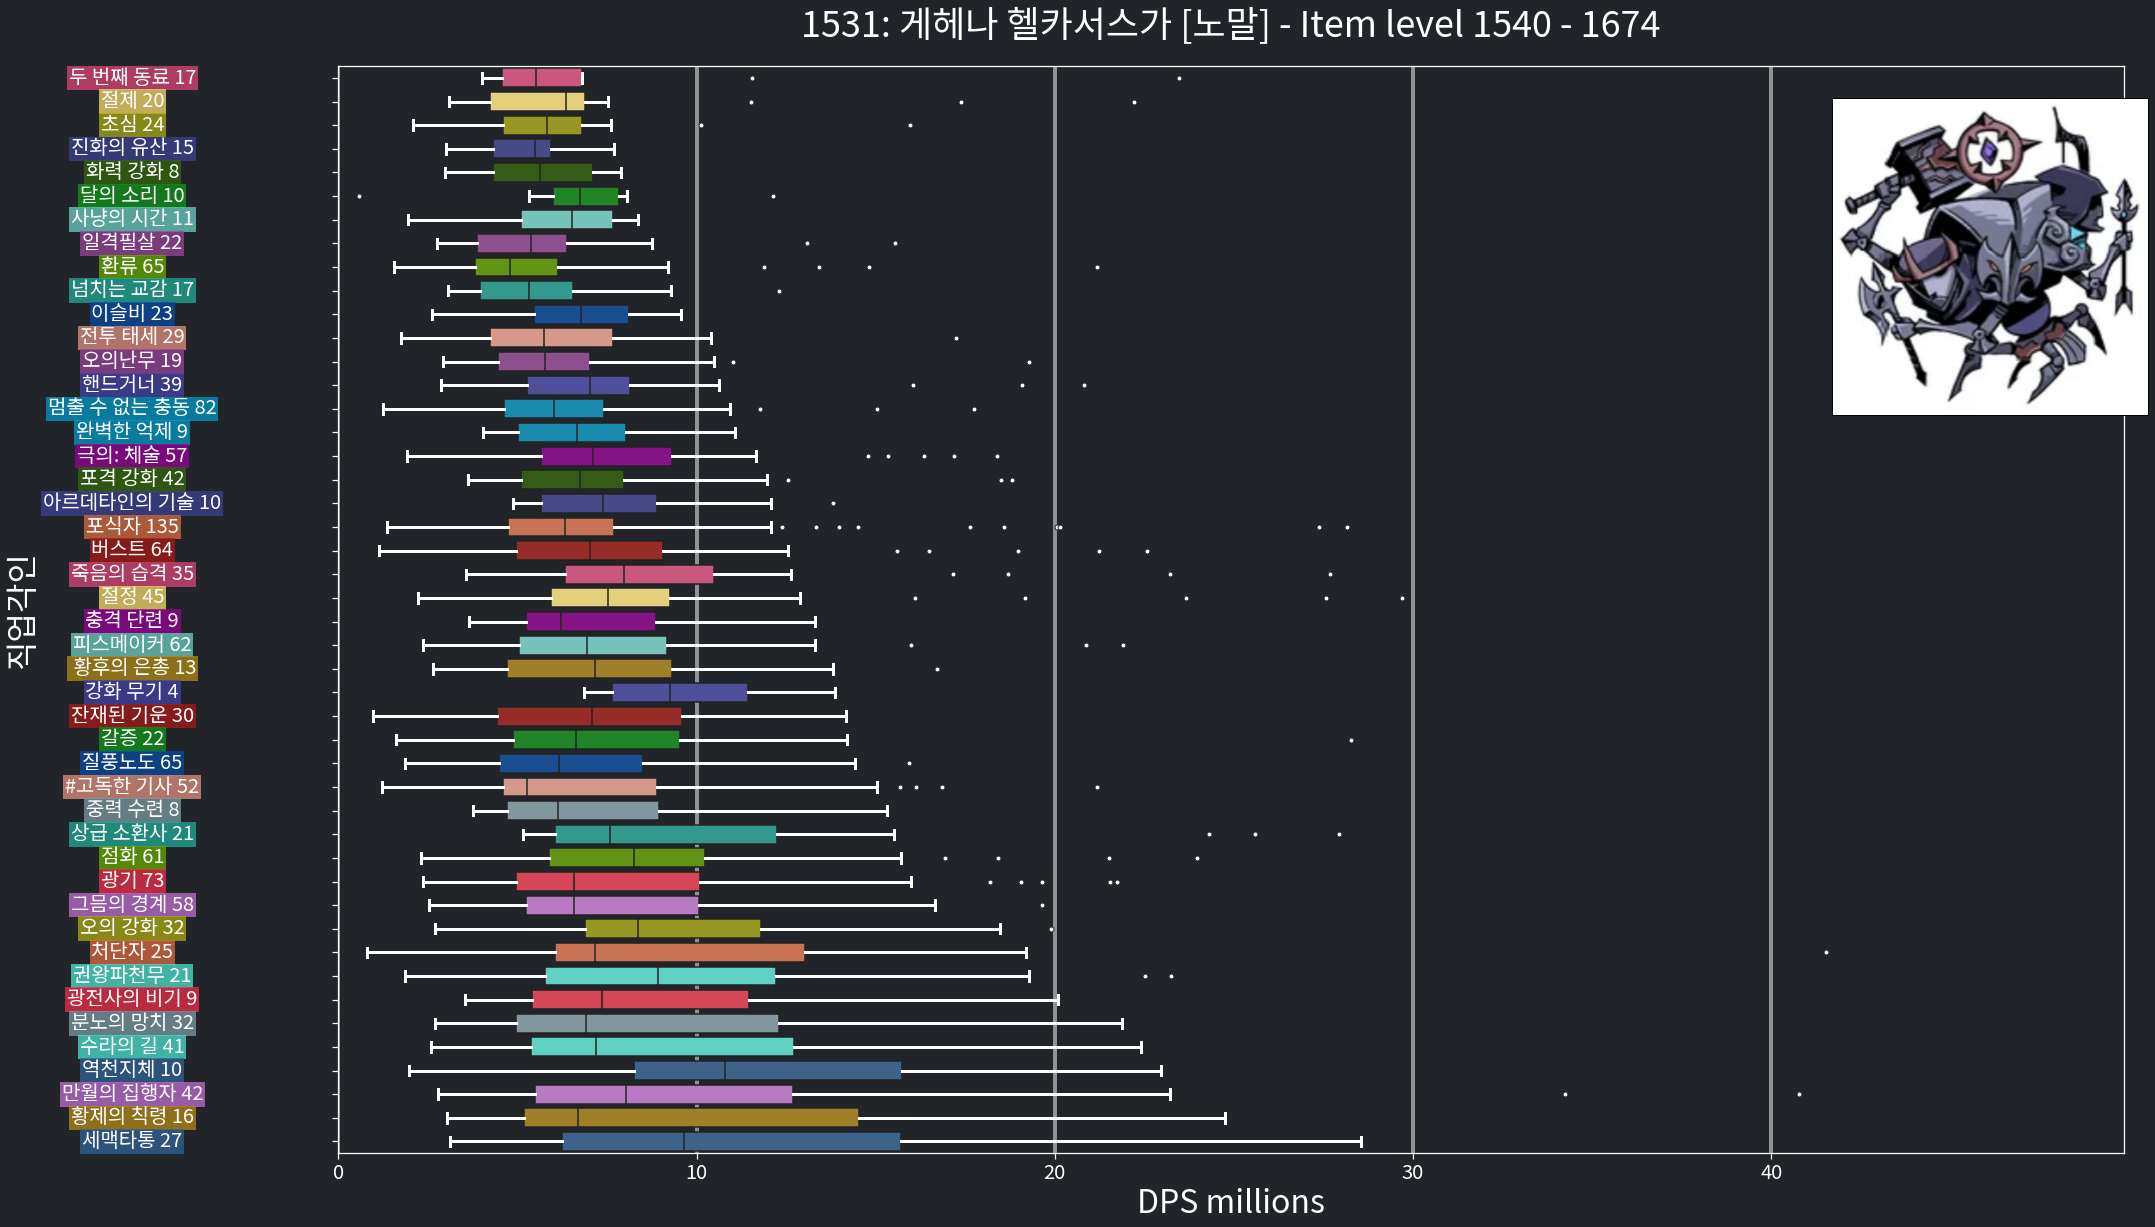 1531: 게헤나 헬카서스가 [노말] - Item level 1540 - 1674
두 번째 동료 17
절제 20
초심 24
진화의 유산 15
화력 강화 8
달의 소리 10
사냥의 시간 11
일격필살 22
환류 65
넘치는 교감 17
이슬비 23
전투 태세 29
오의난무 19
핸드거너 39
멈출 수 없는 충동 82
완벽한 억제 9
극의: 체술 57
포격 강화 42
아르데타인의 기술 10
포식자 135
버스트 64
죽음의 습격 35
절정 45
충격 단련 9
피스메이커 62
황후의 은총 13
강화 무기 4
잔재된 기운 30
갈증 22
질풍노도 65
#고독한 기사 52
중력 수련 8
상급 소환사 21
점화 61
광기 73
그믐의 경계 58
오의 강화 32
처단자 25
권왕파천무 21
광전사의 비기 9
분노의 망치 32
수라의 길 41
역천지체 10
만월의 집행자 42
황제의 칙령 16
세맥타통 27
직업각인
0 10 20 30 40
DPS millions